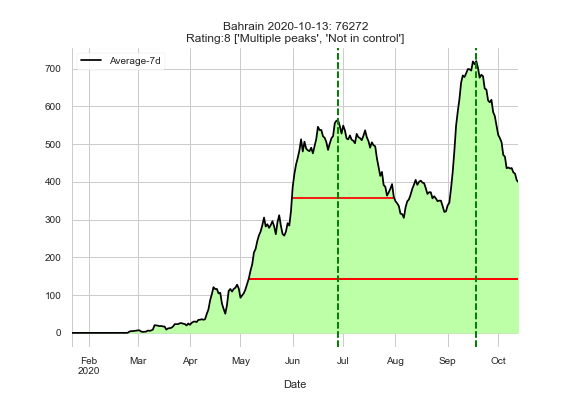 Bahrain 2020-10-13: 76272
Rating:8 ['Multiple peaks', 'Not in control']
Average-7d
700
600
500
400
300
200
100
0
Feb Mar Apr May Jun Jul Aug Sep Oct
2020
Date